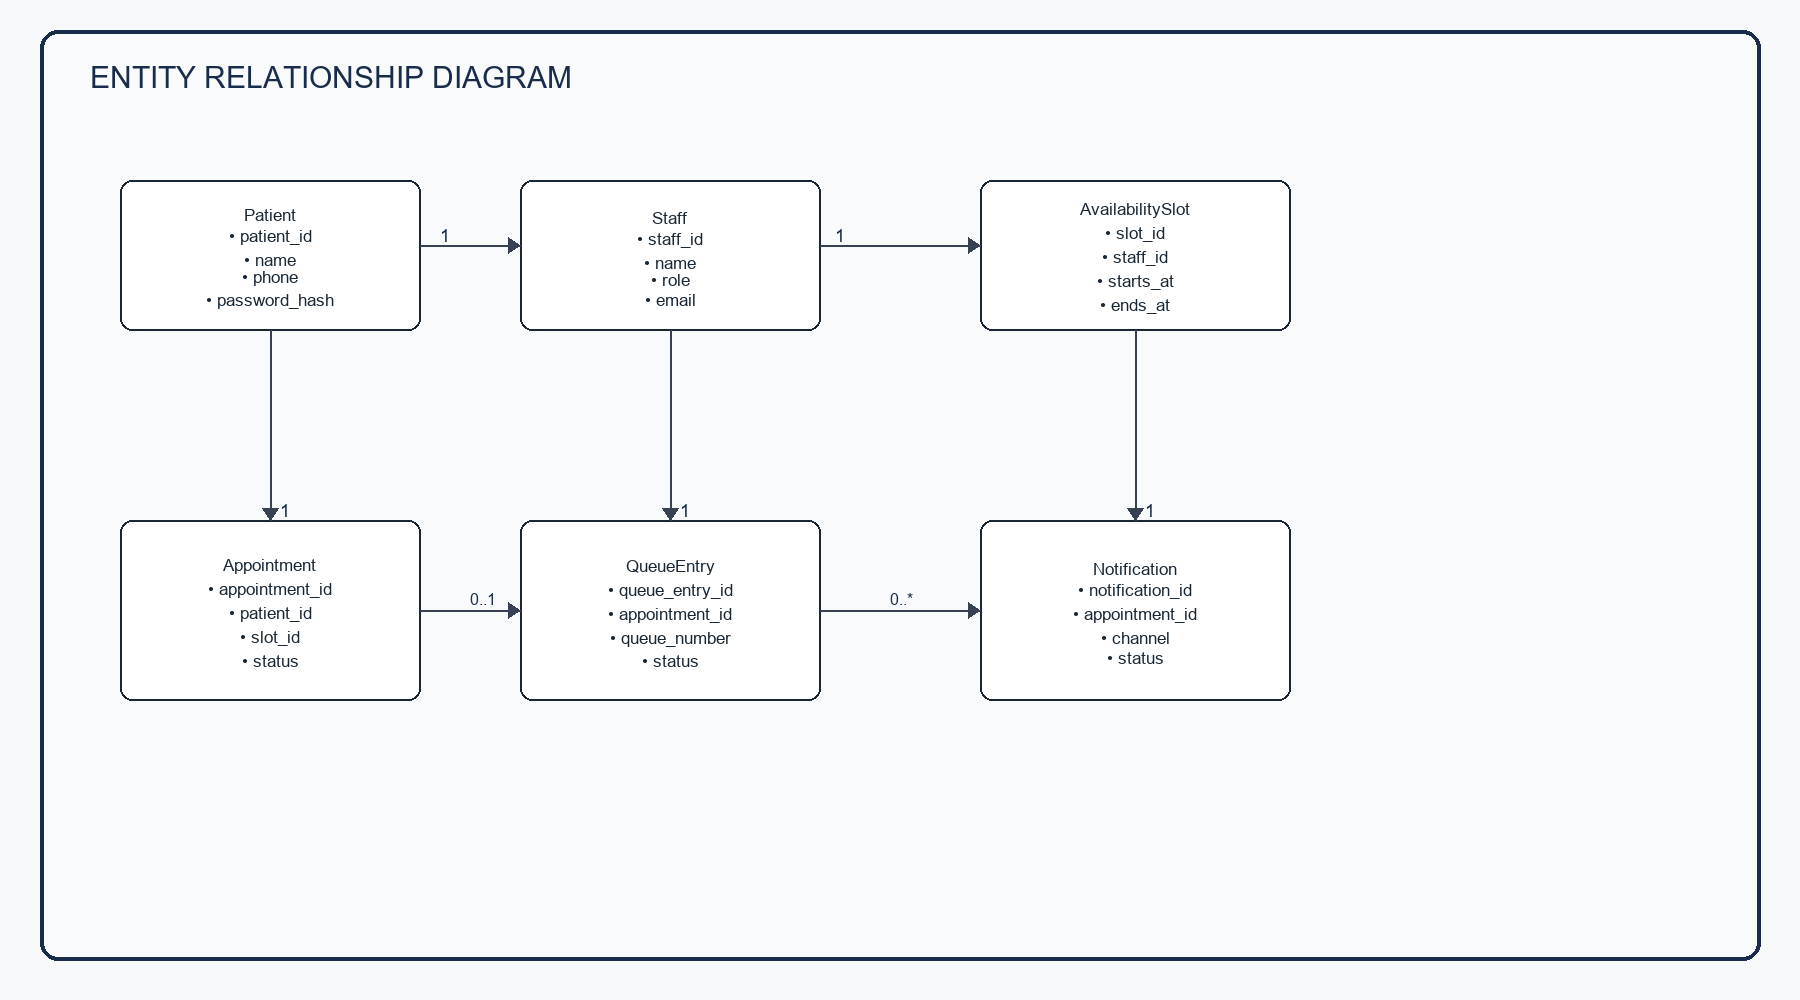 ENTITY RELATIONSHIP DIAGRAM
Patient
• patient_id
• name
• phone
• password_hash
1
Staff
• staff_id
• name
• role
• email
1
AvailabilitySlot
• slot_id
• staff_id
• starts_at
• ends_at
1
1
1
Appointment
• appointment_id
• patient_id
• slot_id
• status
0..1
QueueEntry
• queue_entry_id
• appointment_id
• queue_number
• status
0..*
Notification
• notification_id
• appointment_id
• channel
• status